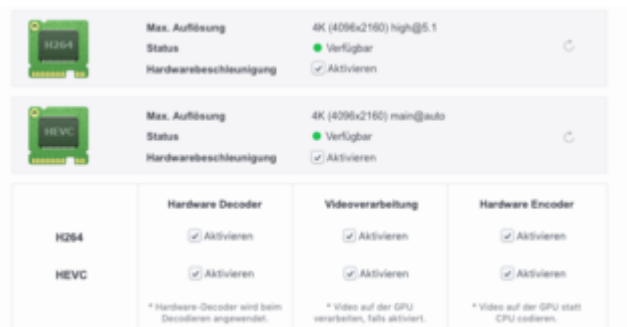 H264
Max. Auflösung 4K (4096x2160) high@5.1
Status Verfügbar
Hardwarebeschleunigung Aktivieren
HEVC
Max. Auflösung 4K (4096x2160) main@auto
Status Verfügbar
Hardwarebeschleunigung Aktivieren
Hardware Decoder Videoverarbeitung Hardware Encoder
H264 Aktivieren Aktivieren Aktivieren
HEVC Aktivieren Aktivieren Aktivieren
* Hardware-Decoder wird beim * Video auf der GPU * Video auf der GPU statt
Decodieren angewendet. verarbeiten, falls aktiviert. CPU codieren.